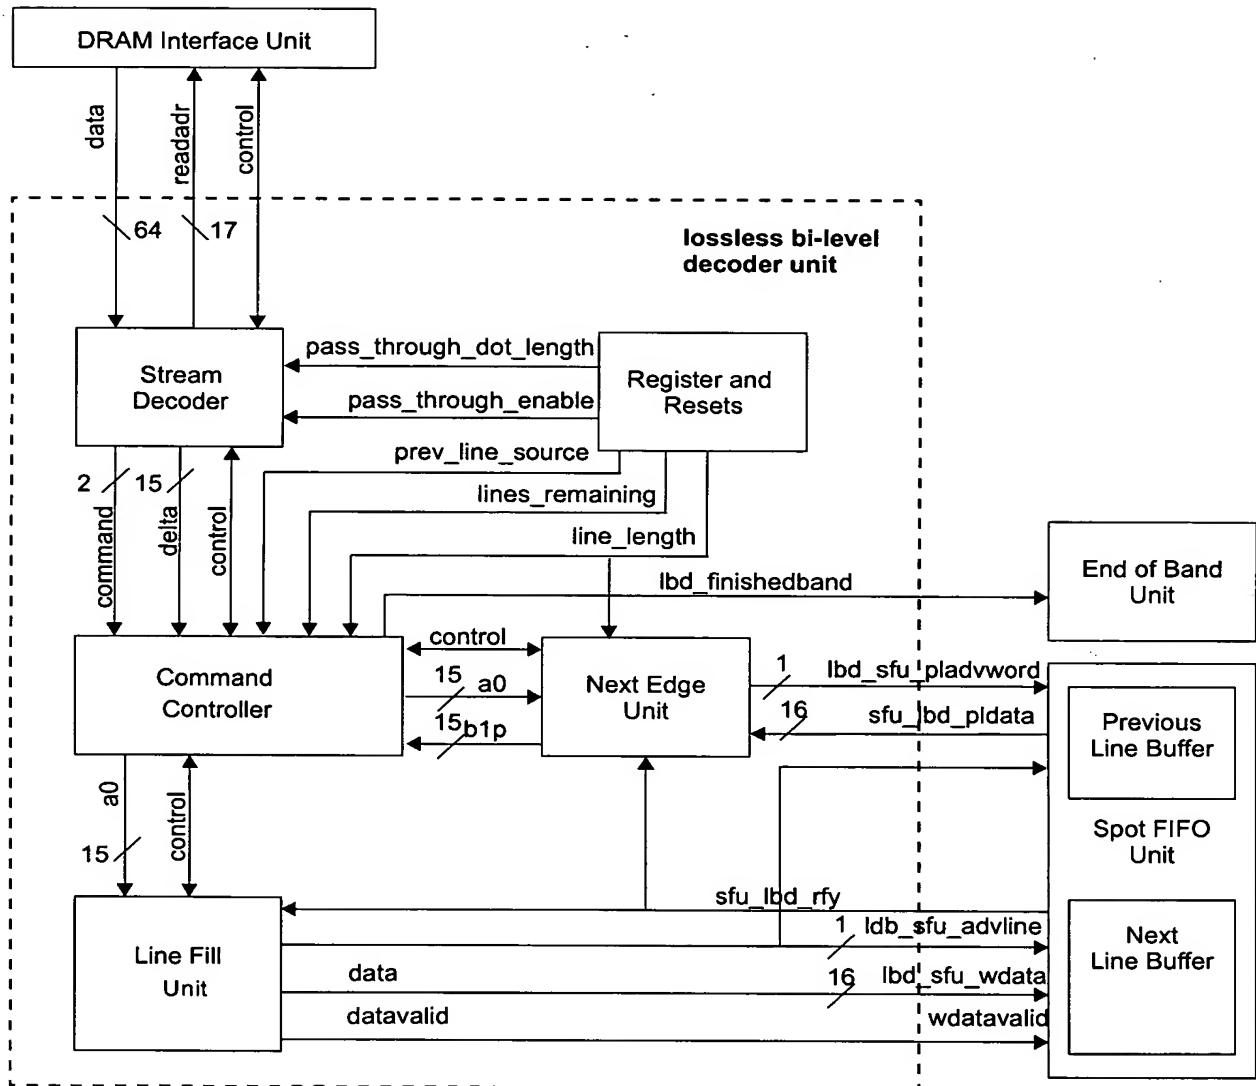 DRAM Interface Unit
data
readadr
control
64
17
lossless bi-level
decoder unit
Stream
Decoder
pass_through_dot_length
pass_through_enable
Register and
Resets
prev_line_source
lines_remaining
line_length
2
15
command
delta
control
lbd_finishedband
End of Band
Unit
Command
Controller
control
15
a0
15
b1p
Next Edge
Unit
1
lbd_sfu_pladvword
16
sfu_lbd_pldata
Previous
Line Buffer
Spot FIFO
Unit
a0
control
15
sfu_lbd_rfy
Line Fill
Unit
1
ldb_sfu_advline
data
16
lbd_sfu_wdata
datavalid
wdatavalid
Next
Line Buffer